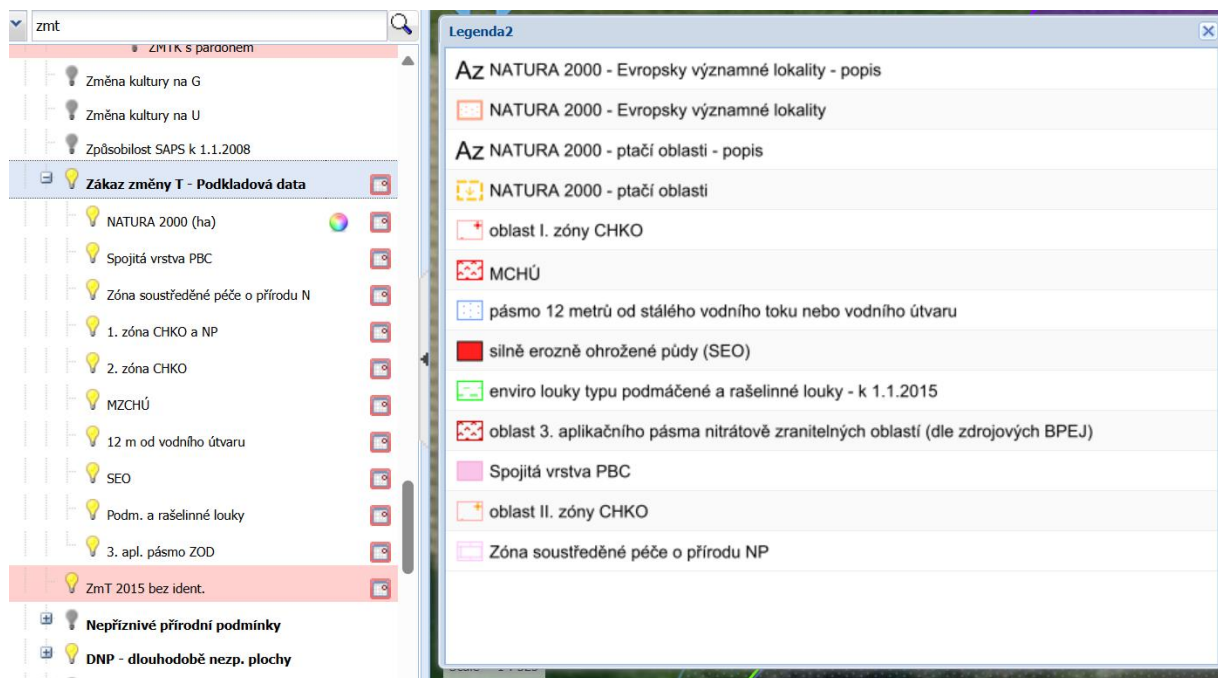 zmt
ZMTK s pardonem
Změna kultury na G
Změna kultury na U
Způsobilost SAPS k 1.1.2008
Zákaz změny T - Podkladová data
NATURA 2000 (ha)
Spojitá vrstva PBC
Zóna soustředěné péče o přírodu N
1. zóna CHKO a NP
2. zóna CHKO
MZCHÚ
12 m od vodního útvaru
SEO
Podm. a rašelinné louky
3. apl. pásmo ZOD
ZmT 2015 bez ident.
Nepříznivé přírodní podmínky
DNP - dlouhodobě nezp. plochy
Legenda2
Az NATURA 2000 - Evropsky významné lokality - popis
NATURA 2000 - Evropsky významné lokality
Az NATURA 2000 - ptačí oblasti - popis
NATURA 2000 - ptačí oblasti
oblast I. zóny CHKO
MCHÚ
pásmo 12 metrů od stálého vodního toku nebo vodního útvaru
silně erozně ohrožené půdy (SEO)
enviro louky typu podmáčené a rašelinné louky - k 1.1.2015
oblast 3. aplikačního pásma nitrátově zranitelných oblastí (dle zdrojových BPEJ)
Spojitá vrstva PBC
oblast II. zóny CHKO
Zóna soustředěné péče o přírodu NP